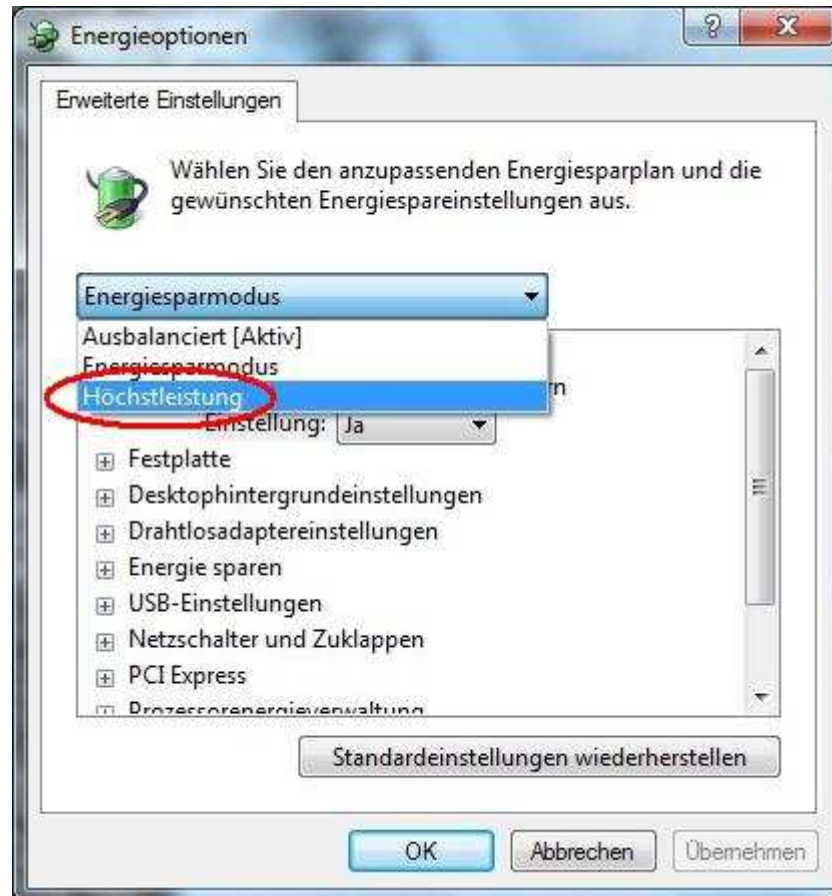 Energieoptionen
Erweiterte Einstellungen
Wählen Sie den anzupassenden Energiesparplan und die
gewünschten Energiespareinstellungen aus.
Energiesparmodus
Ausbalanciert [Aktiv]
Energiesparmodus
Höchstleistung
Einstellung: Ja
Festplatte
Desktophintergrundeinstellungen
Drahtlosadaptereinstellungen
Energie sparen
USB-Einstellungen
Netzschalter und Zuklappen
PCI Express
Prozessorenergieverwaltung
Standardeinstellungen wiederherstellen
OK Abbrechen Übernehmen